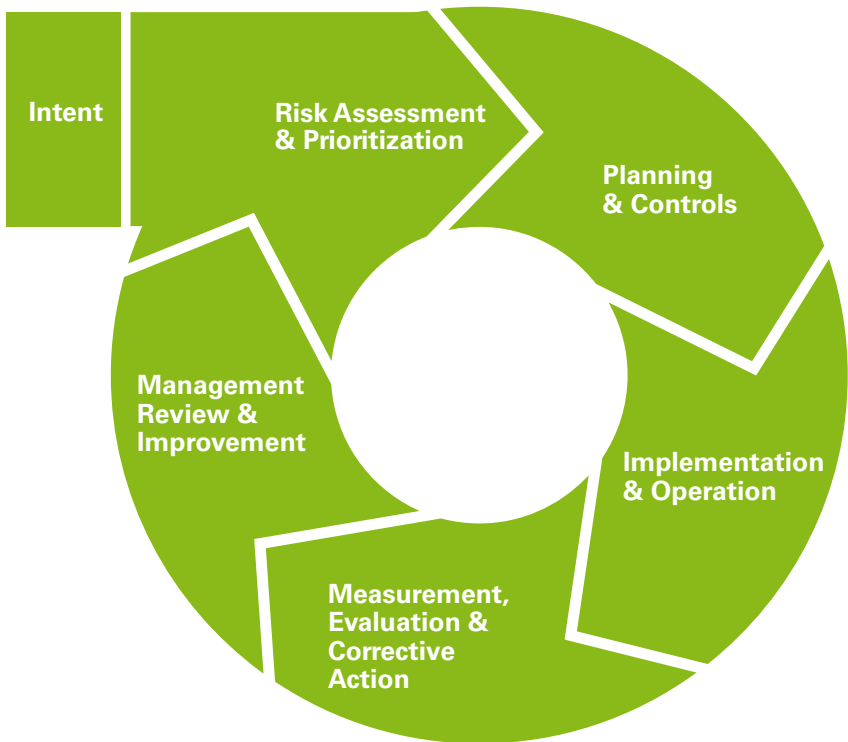 Intent
Risk Assessment
& Prioritization
Planning
& Controls
Implementation
& Operation
Measurement,
Evaluation &
Corrective
Action
Management
Review &
Improvement